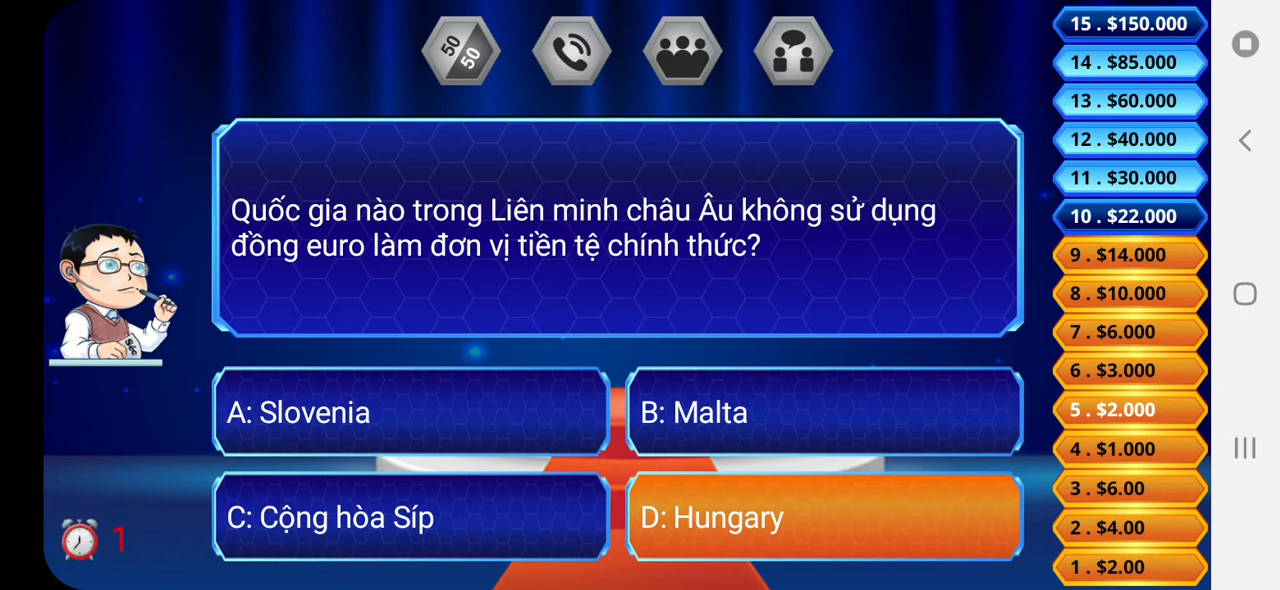 50
50
Quốc gia nào trong Liên minh châu Âu không sử dụng
đồng euro làm đơn vị tiền tệ chính thức?
A: Slovenia
B: Malta
C: Cộng hòa Síp
D: Hungary
1
15 . $150.000
14 . $85.000
13 . $60.000
12 . $40.000
11 . $30.000
10 . $22.000
9 . $14.000
8 . $10.000
7 . $6.000
6 . $3.000
5 . $2.000
4 . $1.000
3 . $6.00
2 . $4.00
1 . $2.00